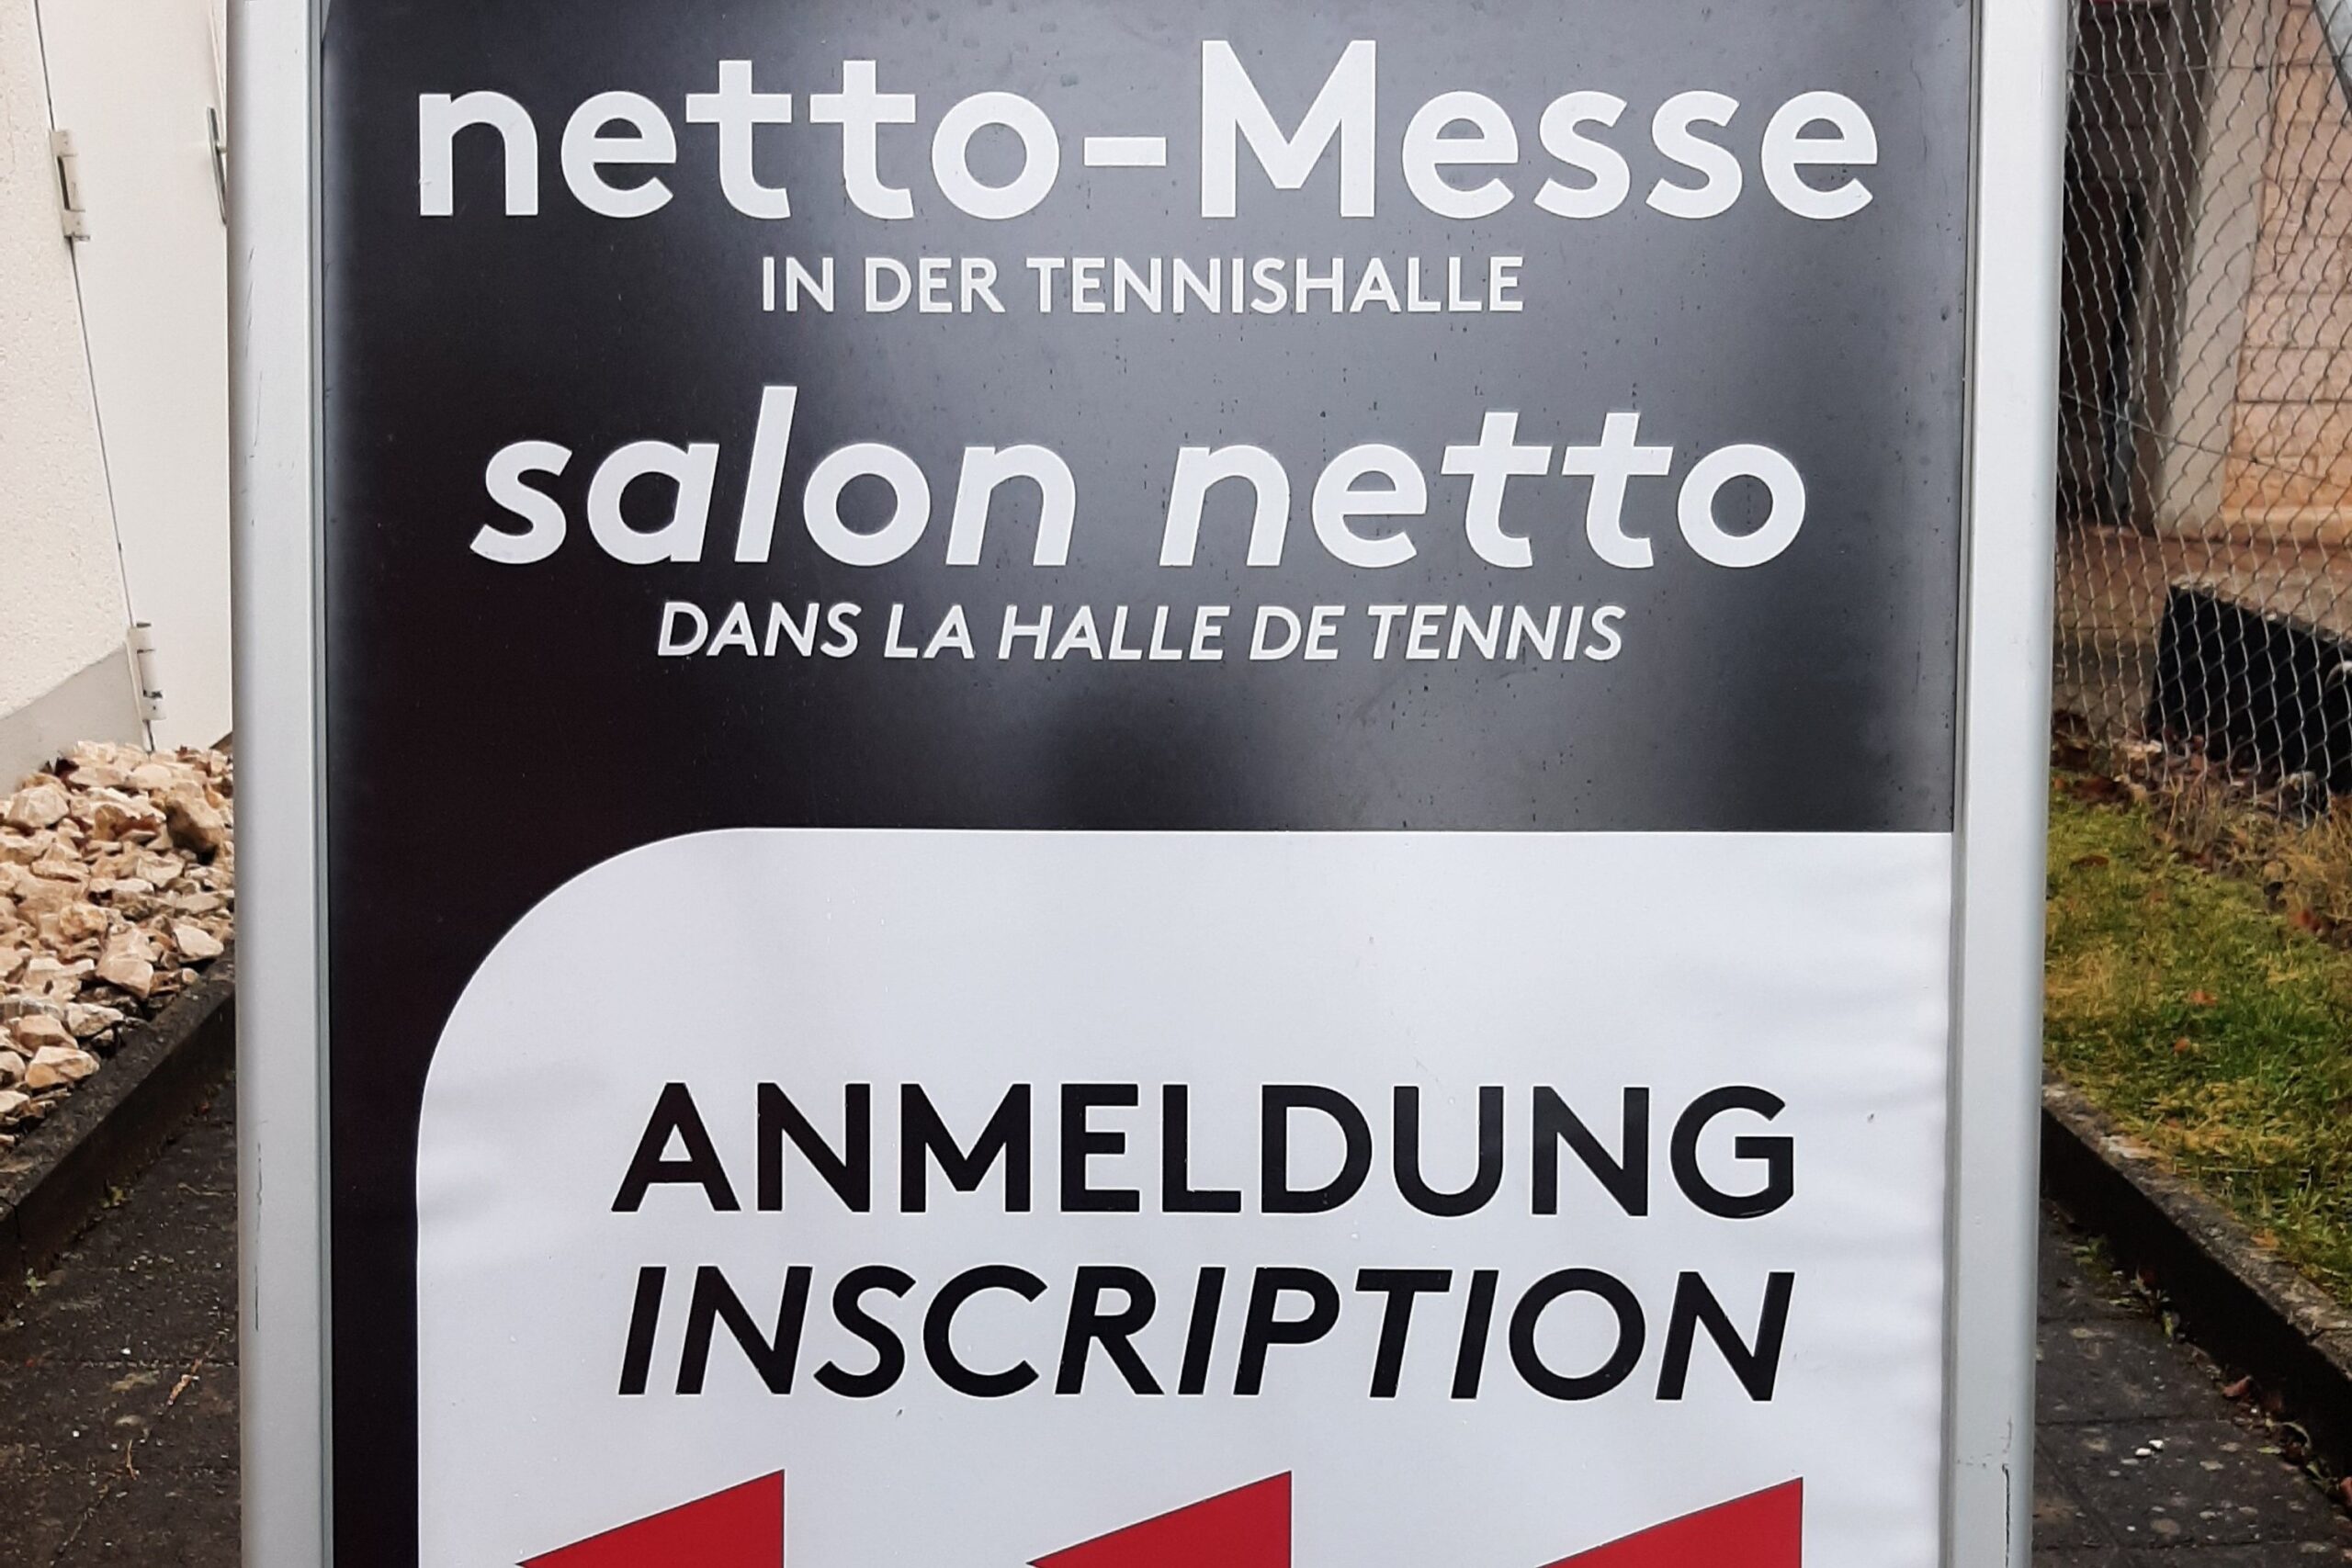 netto-Messe
IN DER TENNISHALLE
salon netto
DANS LA HALLE DE TENNIS
ANMELDUNG
INSCRIPTION